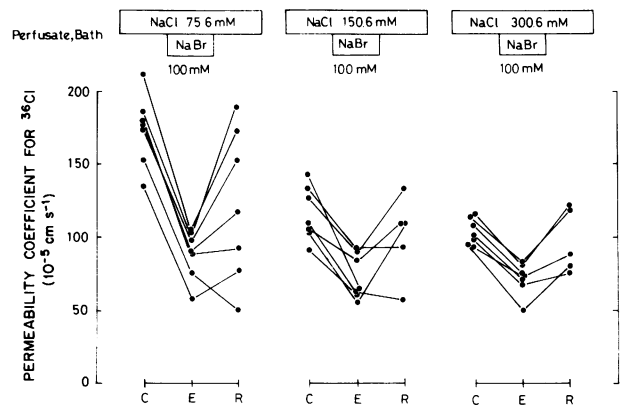 NaCl 75.6 mM NaCl 150.6 mM NaCl 300.6 mM
Perfusate, Bath NaBr NaBr NaBr
100 mM 100 mM 100 mM
PERMEABILITY COEFFICIENT FOR ³⁶Cl
(10⁻⁵ cm s⁻¹)
200
150
100
50
0
C E R C E R C E R